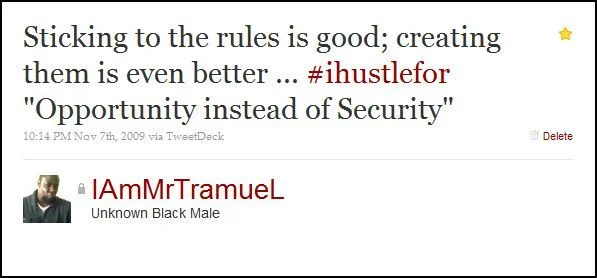 Sticking to the rules is good; creating
them is even better ... #ihustlefor
"Opportunity instead of Security"
10:14 PM Nov 7th, 2009 via TweetDeck
Delete
IAmMrTramueL
Unknown Black Male